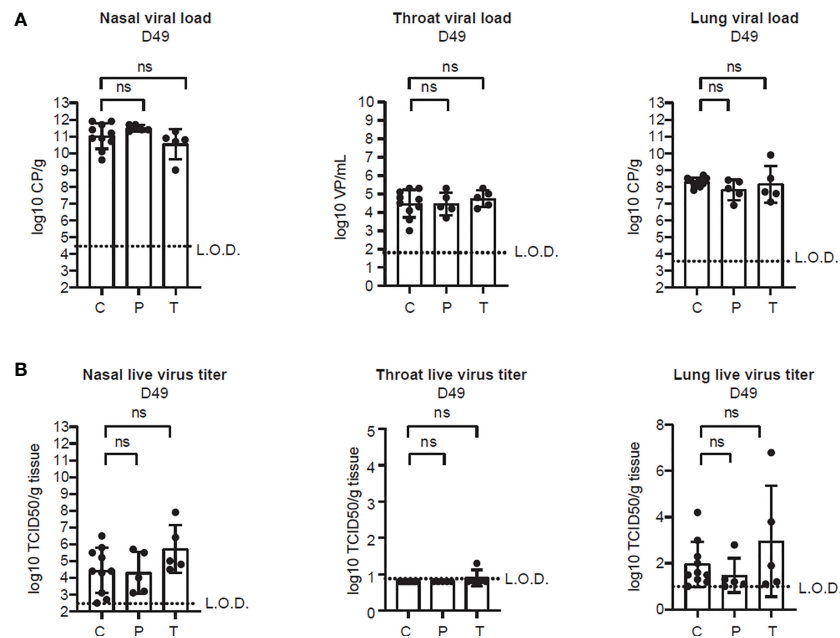 A
Nasal viral load
D49
ns
ns
log10 CP/g
13
12
11
10
9
8
7
6
5
4
3
2
L.O.D.
C P T
Throat viral load
D49
ns
ns
log10 VP/mL
10
9
8
7
6
5
4
3
2
1
0
L.O.D.
C P T
Lung viral load
D49
ns
ns
log10 CP/g
13
12
11
10
9
8
7
6
5
4
3
2
L.O.D.
C P T
B
Nasal live virus titer
D49
ns
ns
log10 TCID50/g tissue
13
12
11
10
9
8
7
6
5
4
3
2
L.O.D.
C P T
Throat live virus titer
D49
ns
ns
log10 TCID50/g tissue
5
4
3
2
1
0
L.O.D.
C P T
Lung live virus titer
D49
ns
ns
log10 TCID50/g tissue
8
6
4
2
0
L.O.D.
C P T